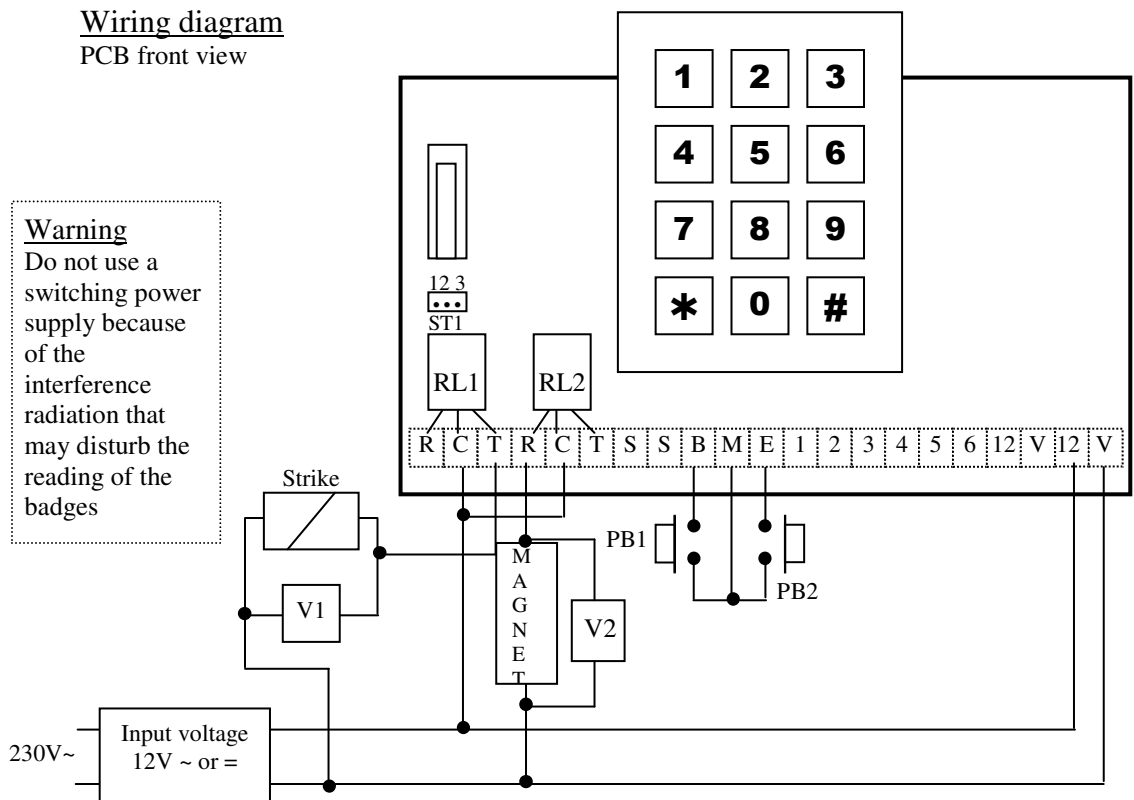 Wiring diagram
PCB front view
1 2 3
4 5 6
7 8 9
* 0 #
Warning
Do not use a
switching power
supply because
of the
interference
radiation that
may disturb the
reading of the
badges
12 3
ST1
RL1 RL2
R C T R C T S S B M E 1 2 3 4 5 6 12 V 12 V
Strike
V1
MAGNET
V2
PB1
PB2
230V~
Input voltage
12V ~ or =